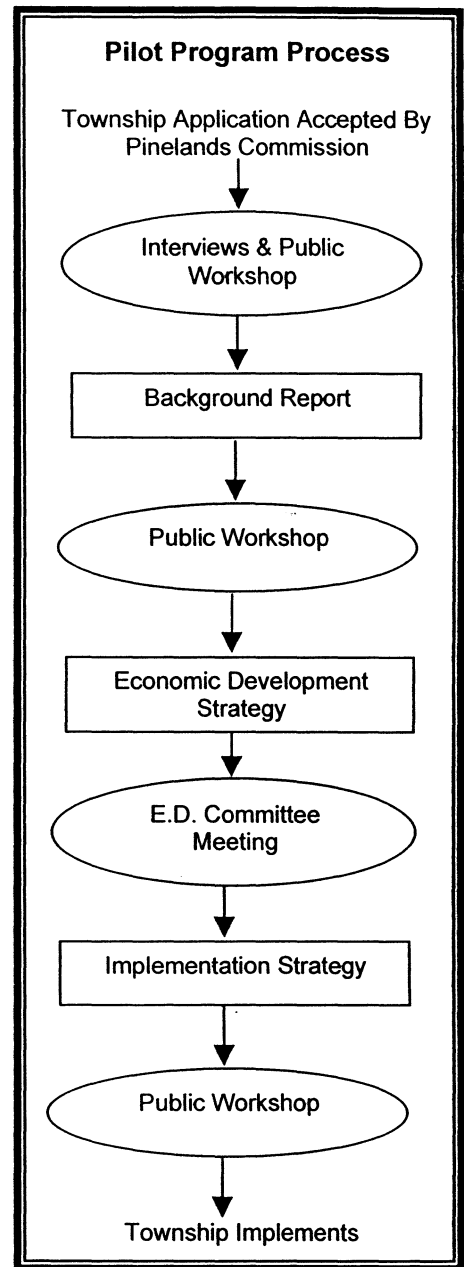 Pilot Program Process
Township Application Accepted By
Pinelands Commission
Interviews & Public
Workshop
Background Report
Public Workshop
Economic Development
Strategy
E.D. Committee
Meeting
Implementation Strategy
Public Workshop
Township Implements